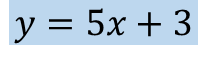 y = 5x + 3